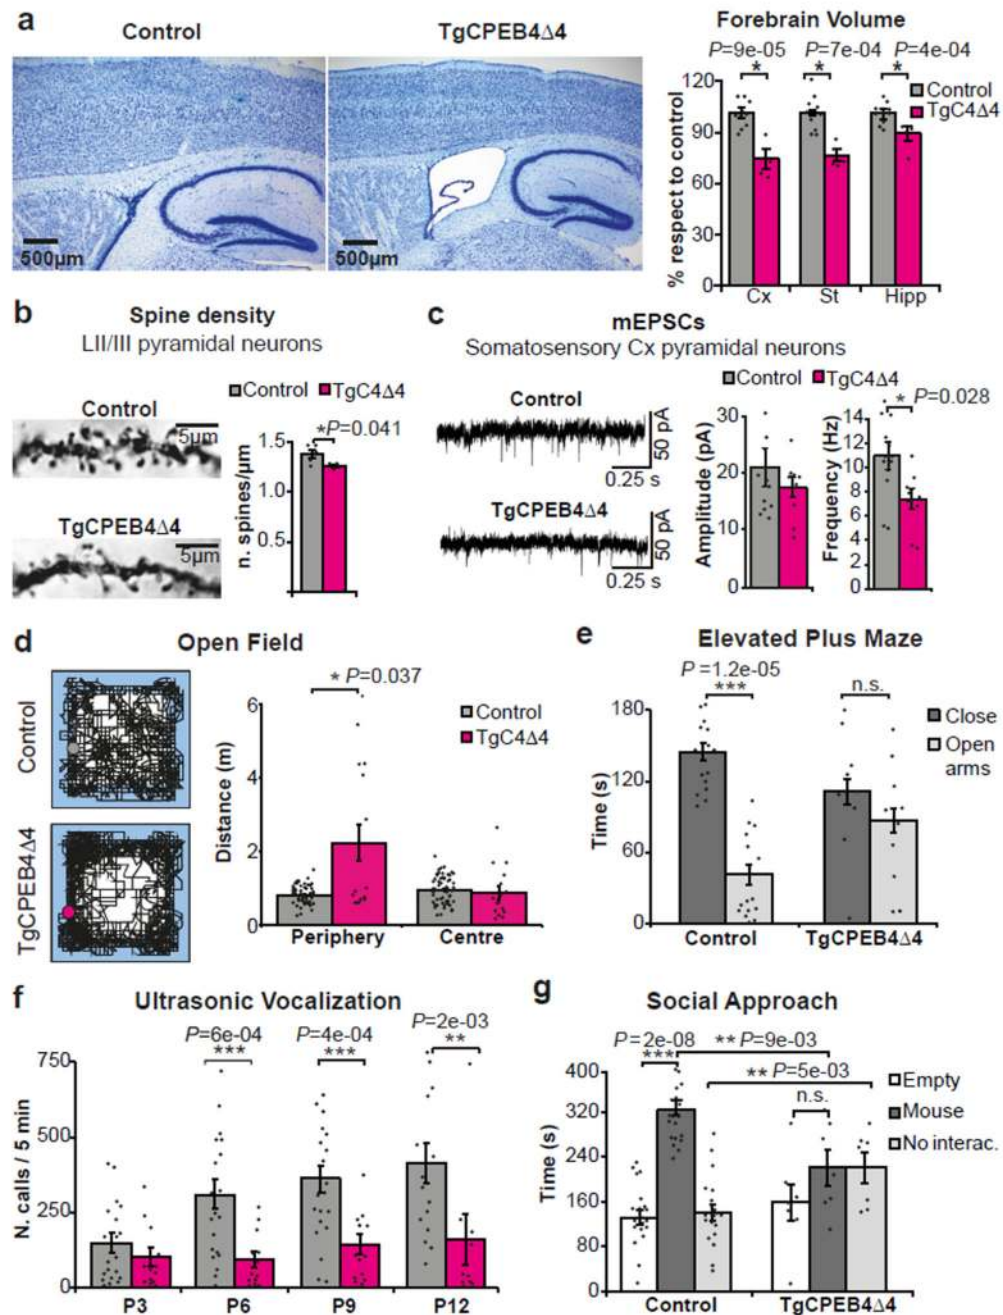 a
Control
TgCPEB4Δ4
500µm
500µm
Forebrain Volume
P=9e-05
P=7e-04
P=4e-04
*
*
*
Control
TgC4Δ4
% respect to control
120
90
60
30
0
Cx
St
Hipp
b
Spine density
LII/III pyramidal neurons
Control
5µm
TgCPEB4Δ4
5µm
Control
TgC4Δ4
*P=0.041
n. spines/µm
1.5
1.0
0.5
c
mEPSCs
Somatosensory Cx pyramidal neurons
Control
50 pA
0.25 s
TgCPEB4Δ4
50 pA
0.25 s
Control
TgC4Δ4
Amplitude (pA)
30
20
10
0
* P=0.028
Frequency (Hz)
14
12
10
8
6
4
2
0
d
Open Field
Control
TgCPEB4Δ4
* P=0.037
Control
TgC4Δ4
Distance (m)
6
4
2
0
Periphery
Centre
e
Elevated Plus Maze
P =1.2e-05
***
n.s.
Close
Open
arms
Time (s)
180
120
60
0
Control
TgCPEB4Δ4
f
Ultrasonic Vocalization
P=6e-04
***
P=4e-04
***
P=2e-03
**
N. calls / 5 min
750
500
250
0
P3
P6
P9
P12
g
Social Approach
P = 2e-08
***
** P=9e-03
** P=5e-03
n.s.
Empty
Mouse
No interac.
Time (s)
400
320
240
160
80
0
Control
TgCPEB4Δ4